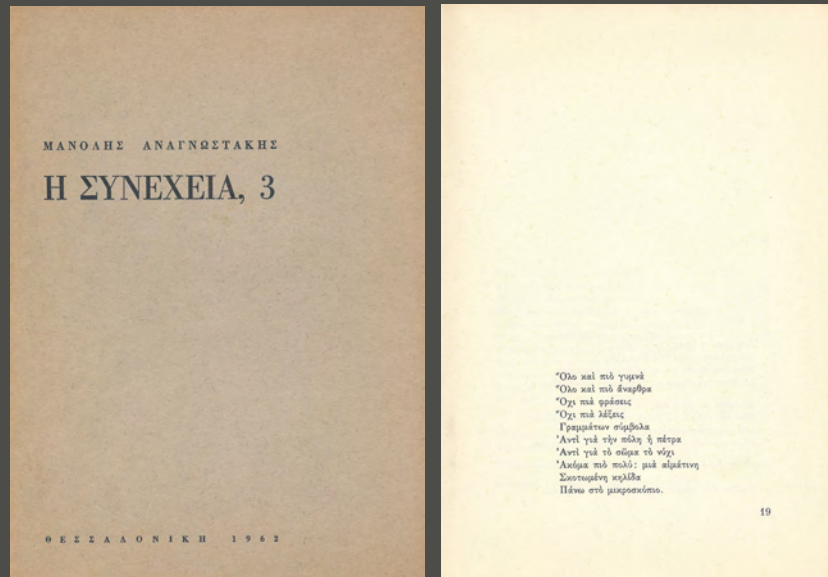 ΜΑΝΟΛΗΣ ΑΝΑΓΝΩΣΤΑΚΗΣ
Η ΣΥΝΕΧΕΙΑ, 3
ΘΕΣΣΑΛΟΝΙΚΗ 1962
Ὅλο καὶ πιὸ γυμνὰ
Ὅλο καὶ πιὸ ἄναρθρα
Ὄχι πιὰ φράσεις
Ὄχι πιὰ λέξεις
Γραμμάτων σύμβολα
Ἀντὶ γιὰ τὴν πόλη ἡ πέτρα
Ἀντὶ γιὰ τὸ σῶμα τὸ νύχι
Ἀκόμα πιὸ πολύ: μιὰ αἱμάτινη
Σκοτωμένη κηλίδα
Πάνω στὸ μικροσκόπιο.
19